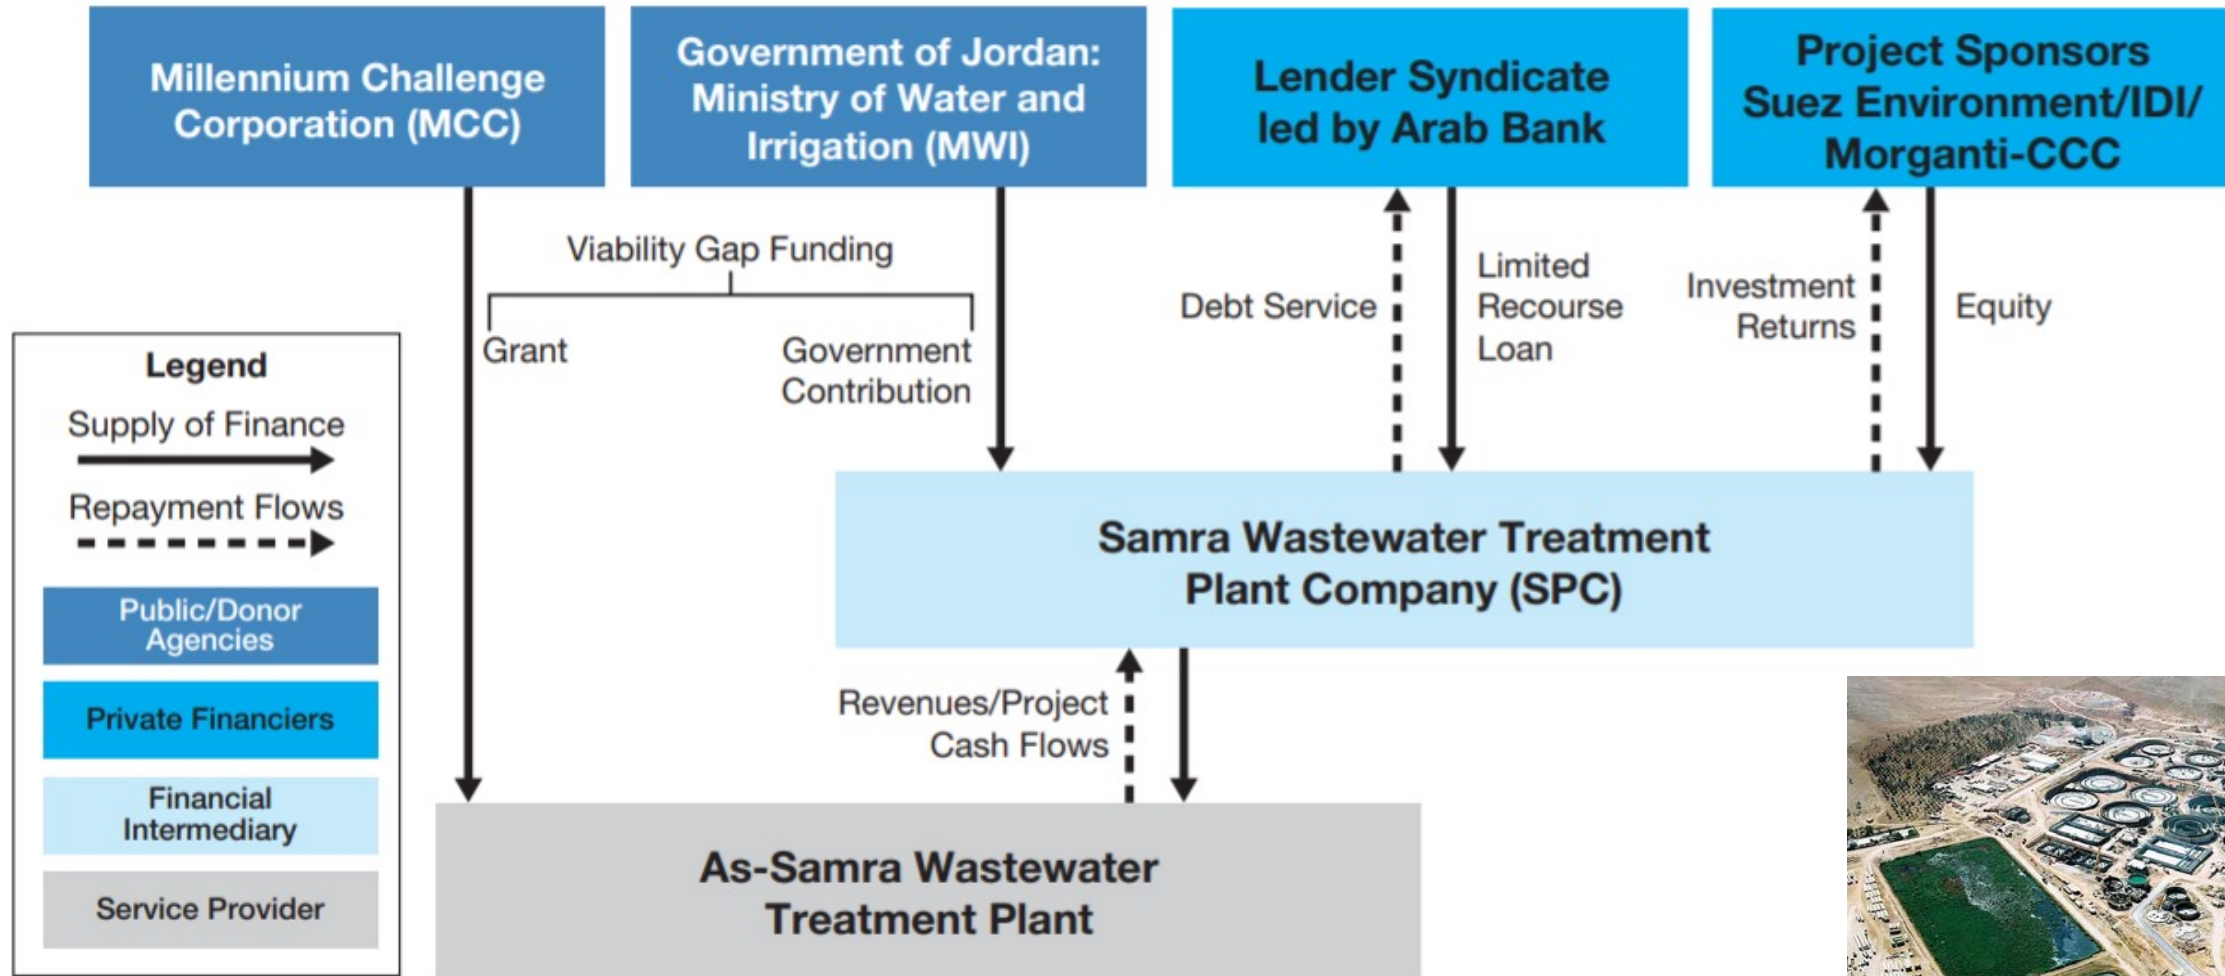 Millennium Challenge
Corporation (MCC)
Government of Jordan:
Ministry of Water and
Irrigation (MWI)
Lender Syndicate
led by Arab Bank
Project Sponsors
Suez Environment/IDI/
Morganti-CCC
Viability Gap Funding
Grant
Government
Contribution
Debt Service
Limited
Recourse
Loan
Investment
Returns
Equity
Legend
Supply of Finance
Repayment Flows
Public/Donor
Agencies
Private Financiers
Financial
Intermediary
Service Provider
Samra Wastewater Treatment
Plant Company (SPC)
Revenues/Project
Cash Flows
As-Samra Wastewater
Treatment Plant